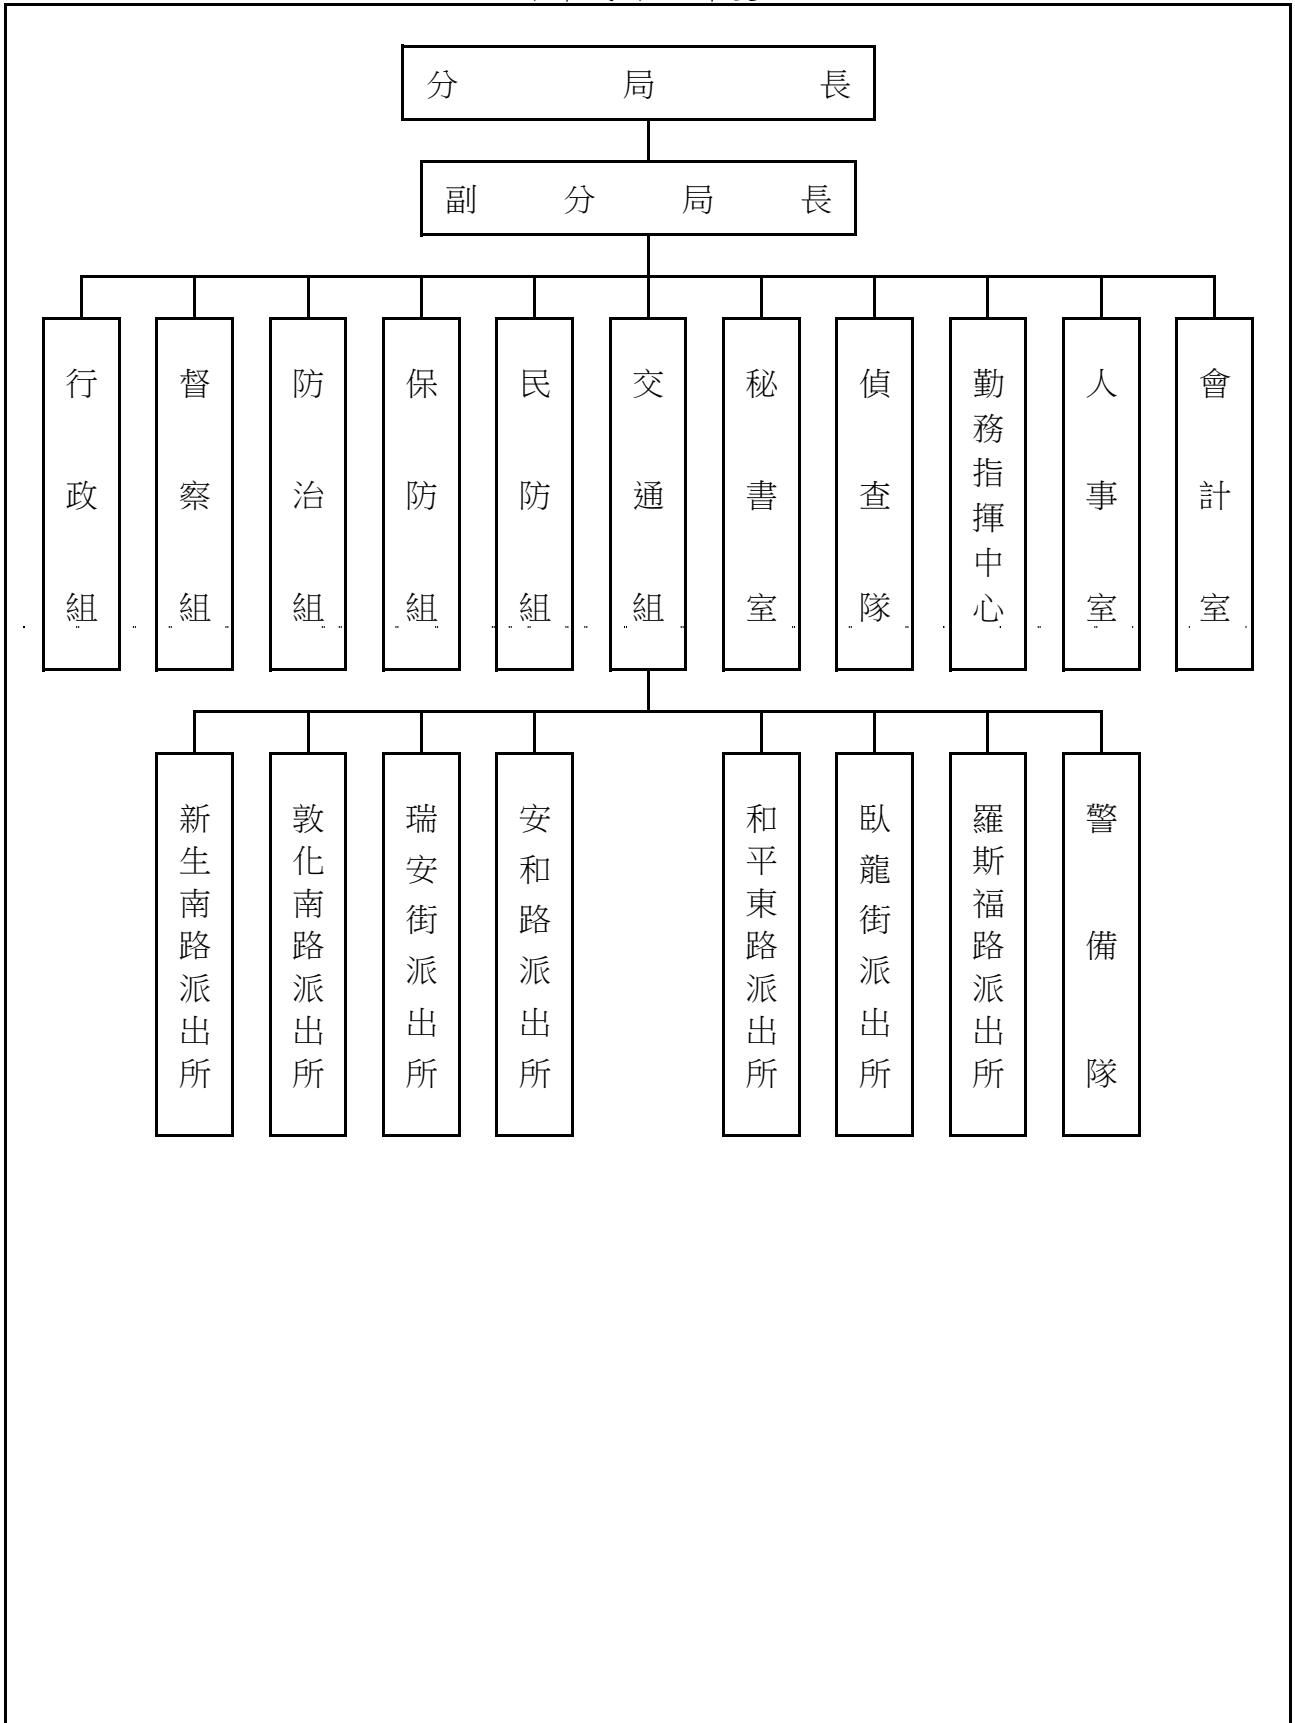 分局長
副分局長
行政組
督察組
防治組
保防組
民防組
交通組
秘書室
偵查隊
勤務指揮中心
人事室
會計室
新生南路派出所
敦化南路派出所
瑞安街派出所
安和路派出所
和平東路派出所
臥龍街派出所
羅斯福路派出所
警備隊